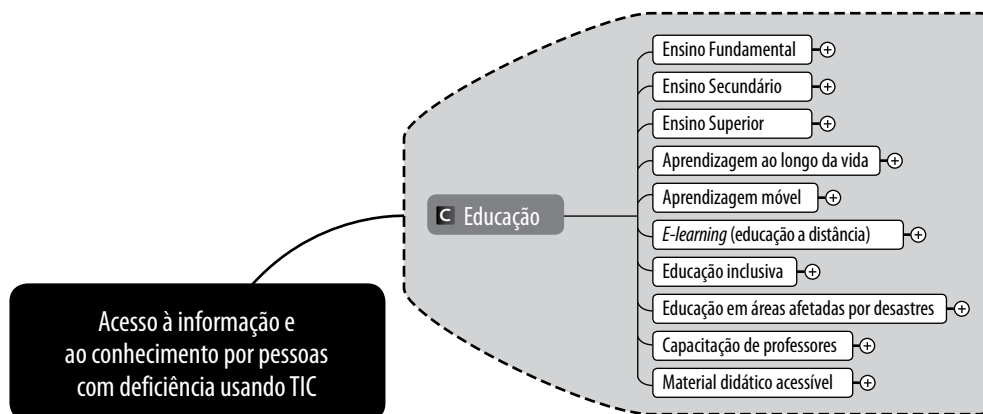 Ensino Fundamental
Ensino Secundário
Ensino Superior
Aprendizagem ao longo da vida
Aprendizagem móvel
C Educação
E-learning (educação a distância)
Educação inclusiva
Educação em áreas afetadas por desastres
Capacitação de professores
Material didático acessível
Acesso à informação e
ao conhecimento por pessoas
com deficiência usando TIC